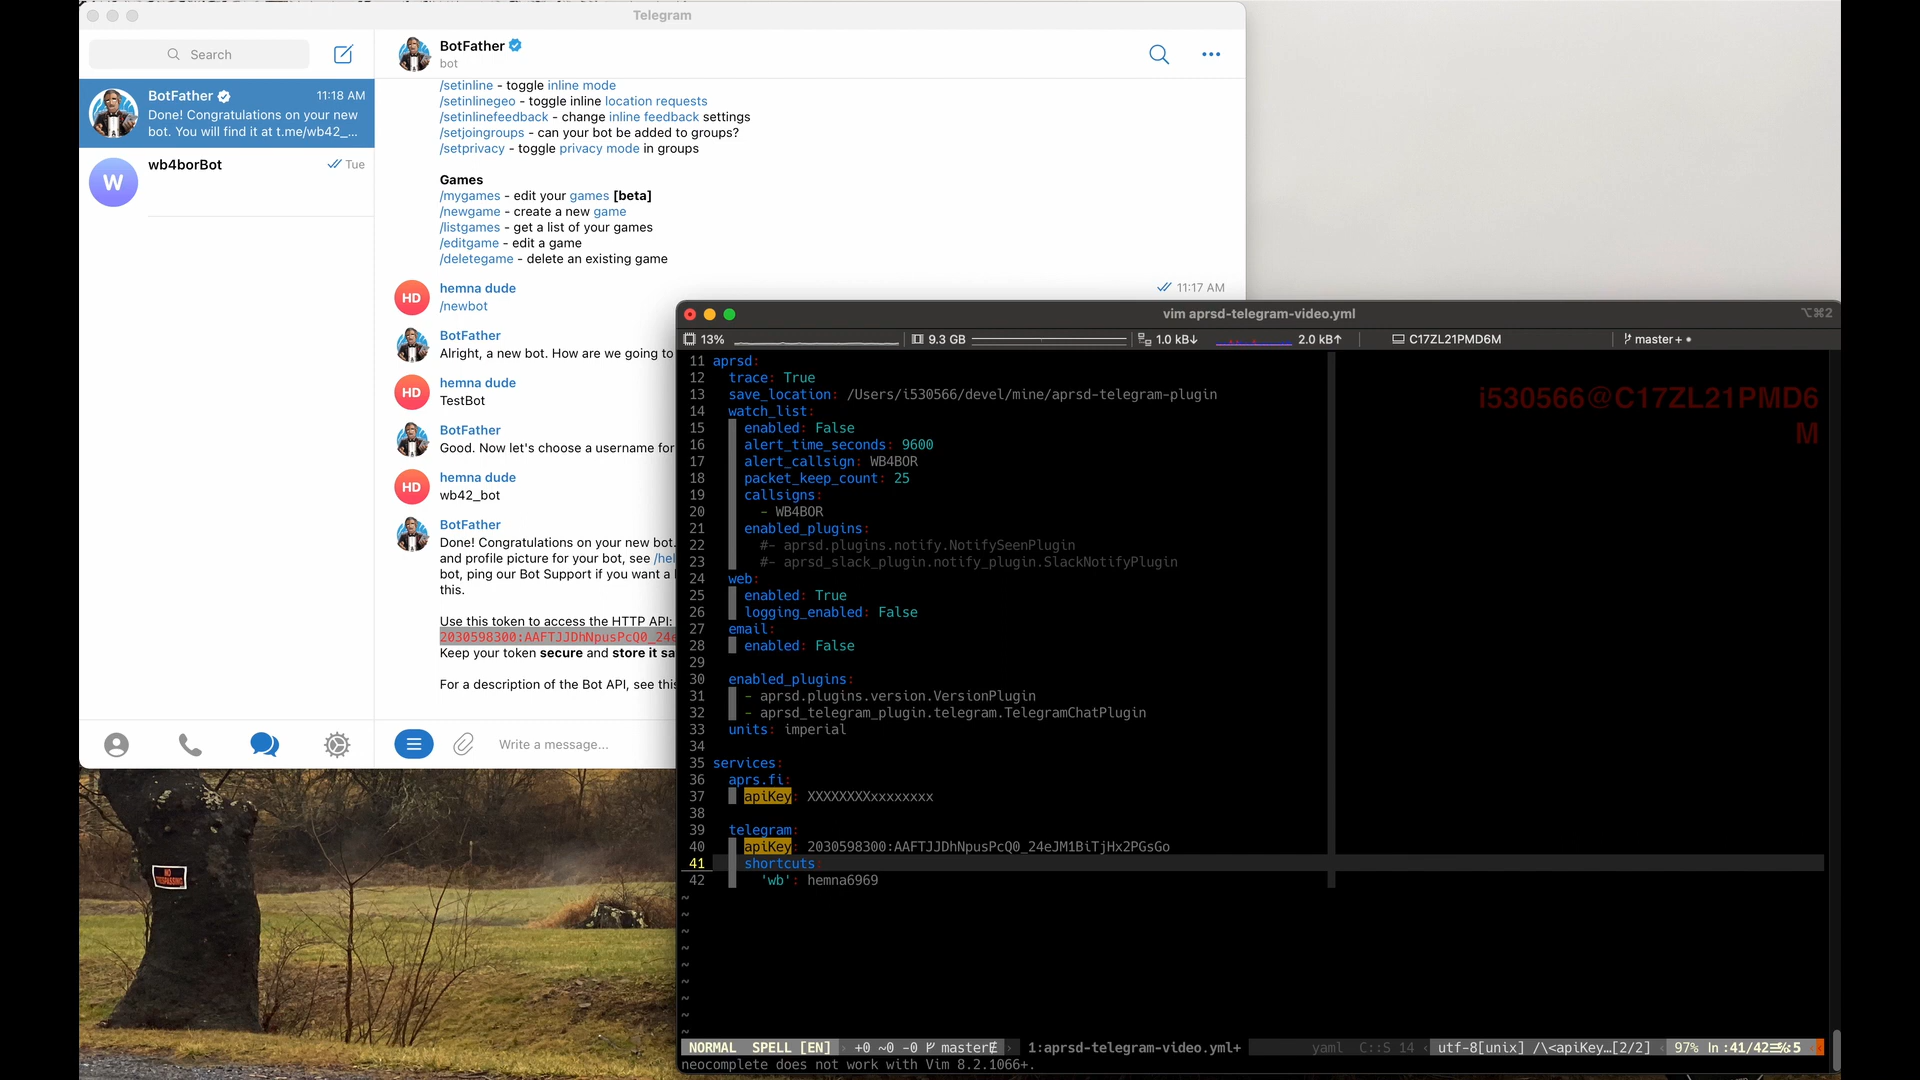 Telegram
Search
BotFather
11:18 AM
Done! Congratulations on your new
bot. You will find it at t.me/wb42_...
W
wb4borBot
Tue
BotFather
bot
/setinline - toggle inline mode
/setinlinegeo - toggle inline location requests
/setinlinefeedback - change inline feedback settings
/setjoingroups - can your bot be added to groups?
/setprivacy - toggle privacy mode in groups
Games
/mygames - edit your games [beta]
/newgame - create a new game
/listgames - get a list of your games
/editgame - edit a game
/deletegame - delete an existing game
HD
hemna dude
11:17 AM
/newbot
BotFather
Alright, a new bot. How are we going to
HD
hemna dude
TestBot
BotFather
Good. Now let's choose a username for
HD
hemna dude
wb42_bot
BotFather
Done! Congratulations on your new bot.
and profile picture for your bot, see /hel
bot, ping our Bot Support if you want a
this.
Use this token to access the HTTP API:
2030598300:AAFTJJDhNpusPcQ0_24e
Keep your token secure and store it sa
For a description of the Bot API, see this
Write a message...
NO
TRESPASSING
vim aprsd-telegram-video.yml
⌥⌘2
13%
9.3 GB
1.0 kB↓
2.0 kB↑
C17ZL21PMD6M
master+ •
i530566@C17ZL21PMD6
M
11 aprsd:
12   trace: True
13   save_location: /Users/i530566/devel/mine/aprsd-telegram-plugin
14   watch_list:
15     enabled: False
16     alert_time_seconds: 9600
17     alert_callsign: WB4BOR
18     packet_keep_count: 25
19     callsigns:
20       - WB4BOR
21     enabled_plugins:
22       #- aprsd.plugins.notify.NotifySeenPlugin
23       #- aprsd_slack_plugin.notify_plugin.SlackNotifyPlugin
24   web:
25     enabled: True
26     logging_enabled: False
27   email:
28     enabled: False
29
30   enabled_plugins:
31     - aprsd.plugins.version.VersionPlugin
32     - aprsd_telegram_plugin.telegram.TelegramChatPlugin
33   units: imperial
34
35 services:
36   aprs.fi:
37     apiKey: XXXXXXXXxxxxxxxx
38
39   telegram:
40     apiKey: 2030598300:AAFTJJDhNpusPcQ0_24eJM1BiTjHx2PGsGo
41     shortcuts:
42       'wb': hemna6969
~
~
~
~
~
~
~
~
~
NORMAL SPELL [EN] +0 ~0 -0 master 1:aprsd-telegram-video.yml+ yaml C::S 14 utf-8[unix] /\<apiKey…[2/2] 97% ln :41/42 :5
neocomplete does not work with Vim 8.2.1066+.